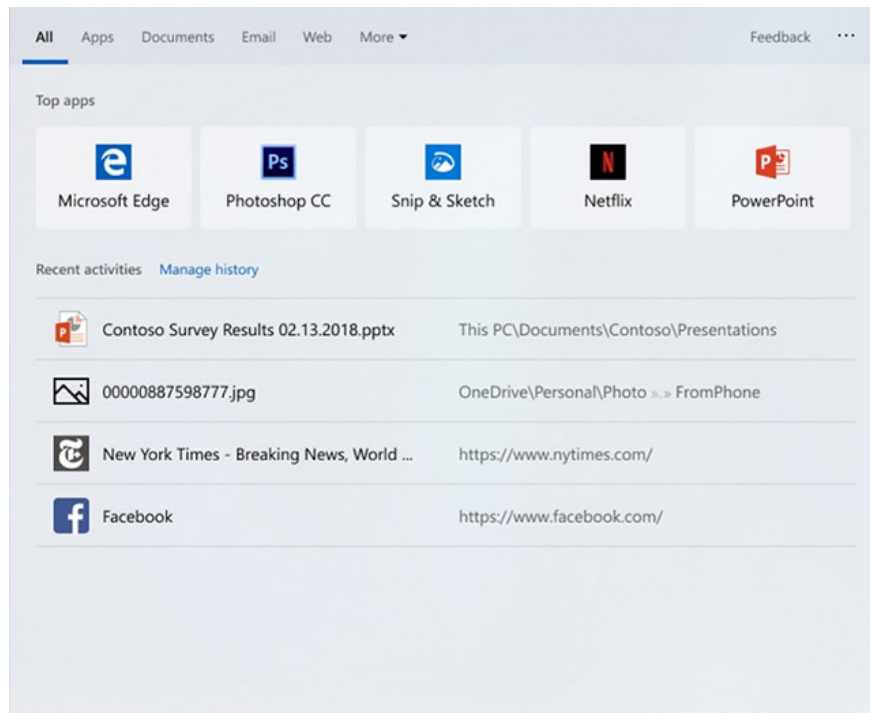 All Apps Documents Email Web More Feedback ...
Top apps
Ps
N
P
Microsoft Edge Photoshop CC Snip & Sketch Netflix PowerPoint
Recent activities Manage history
Contoso Survey Results 02.13.2018.pptx This PC\Documents\Contoso\Presentations
00000887598777.jpg OneDrive\Personal\Photo »..» FromPhone
New York Times - Breaking News, World ... https://www.nytimes.com/
Facebook https://www.facebook.com/